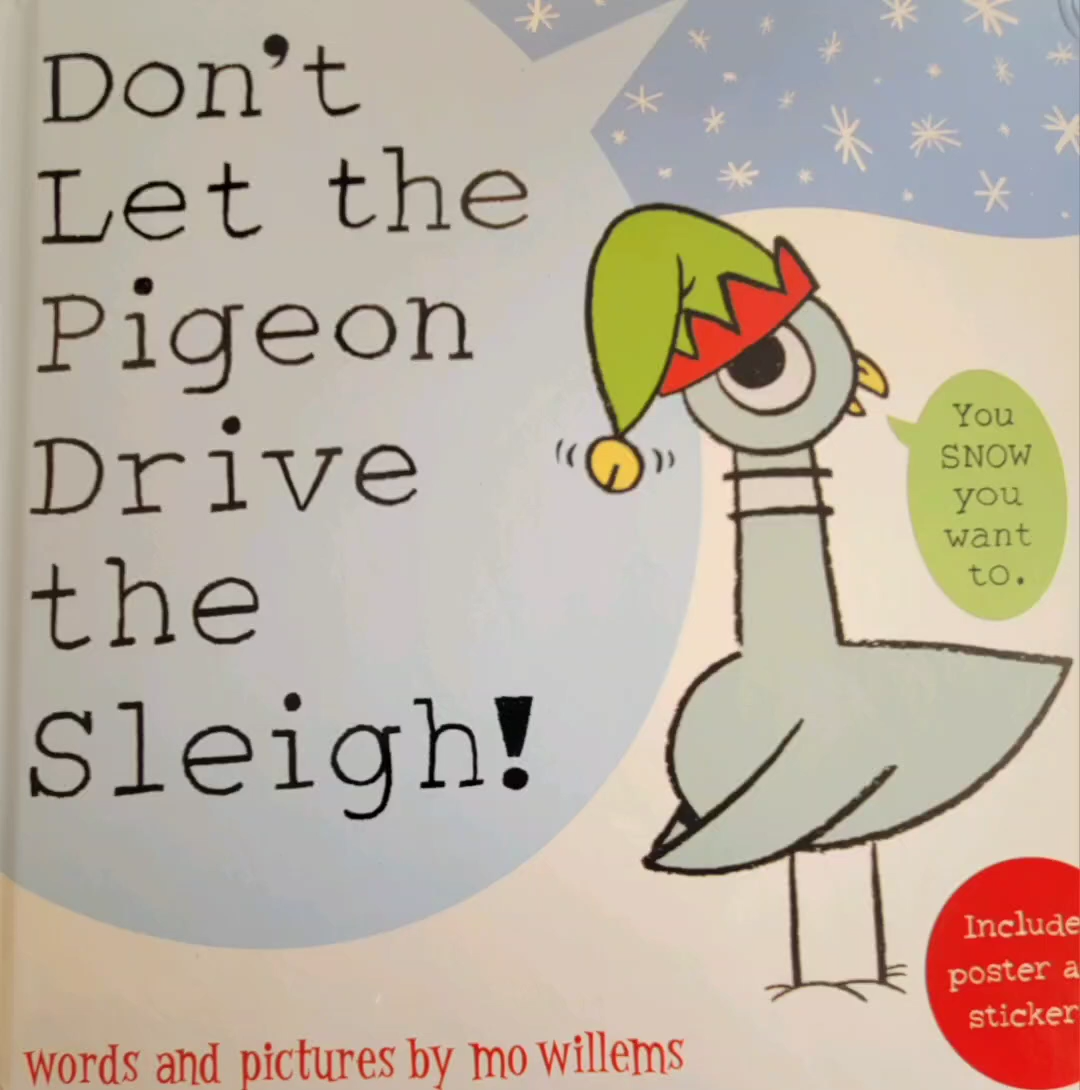 Don't
Let the
Pigeon
Drive
the
Sleigh!
You
SNOW
you
want
to.
Include
poster a
sticker
words and pictures by mo willems